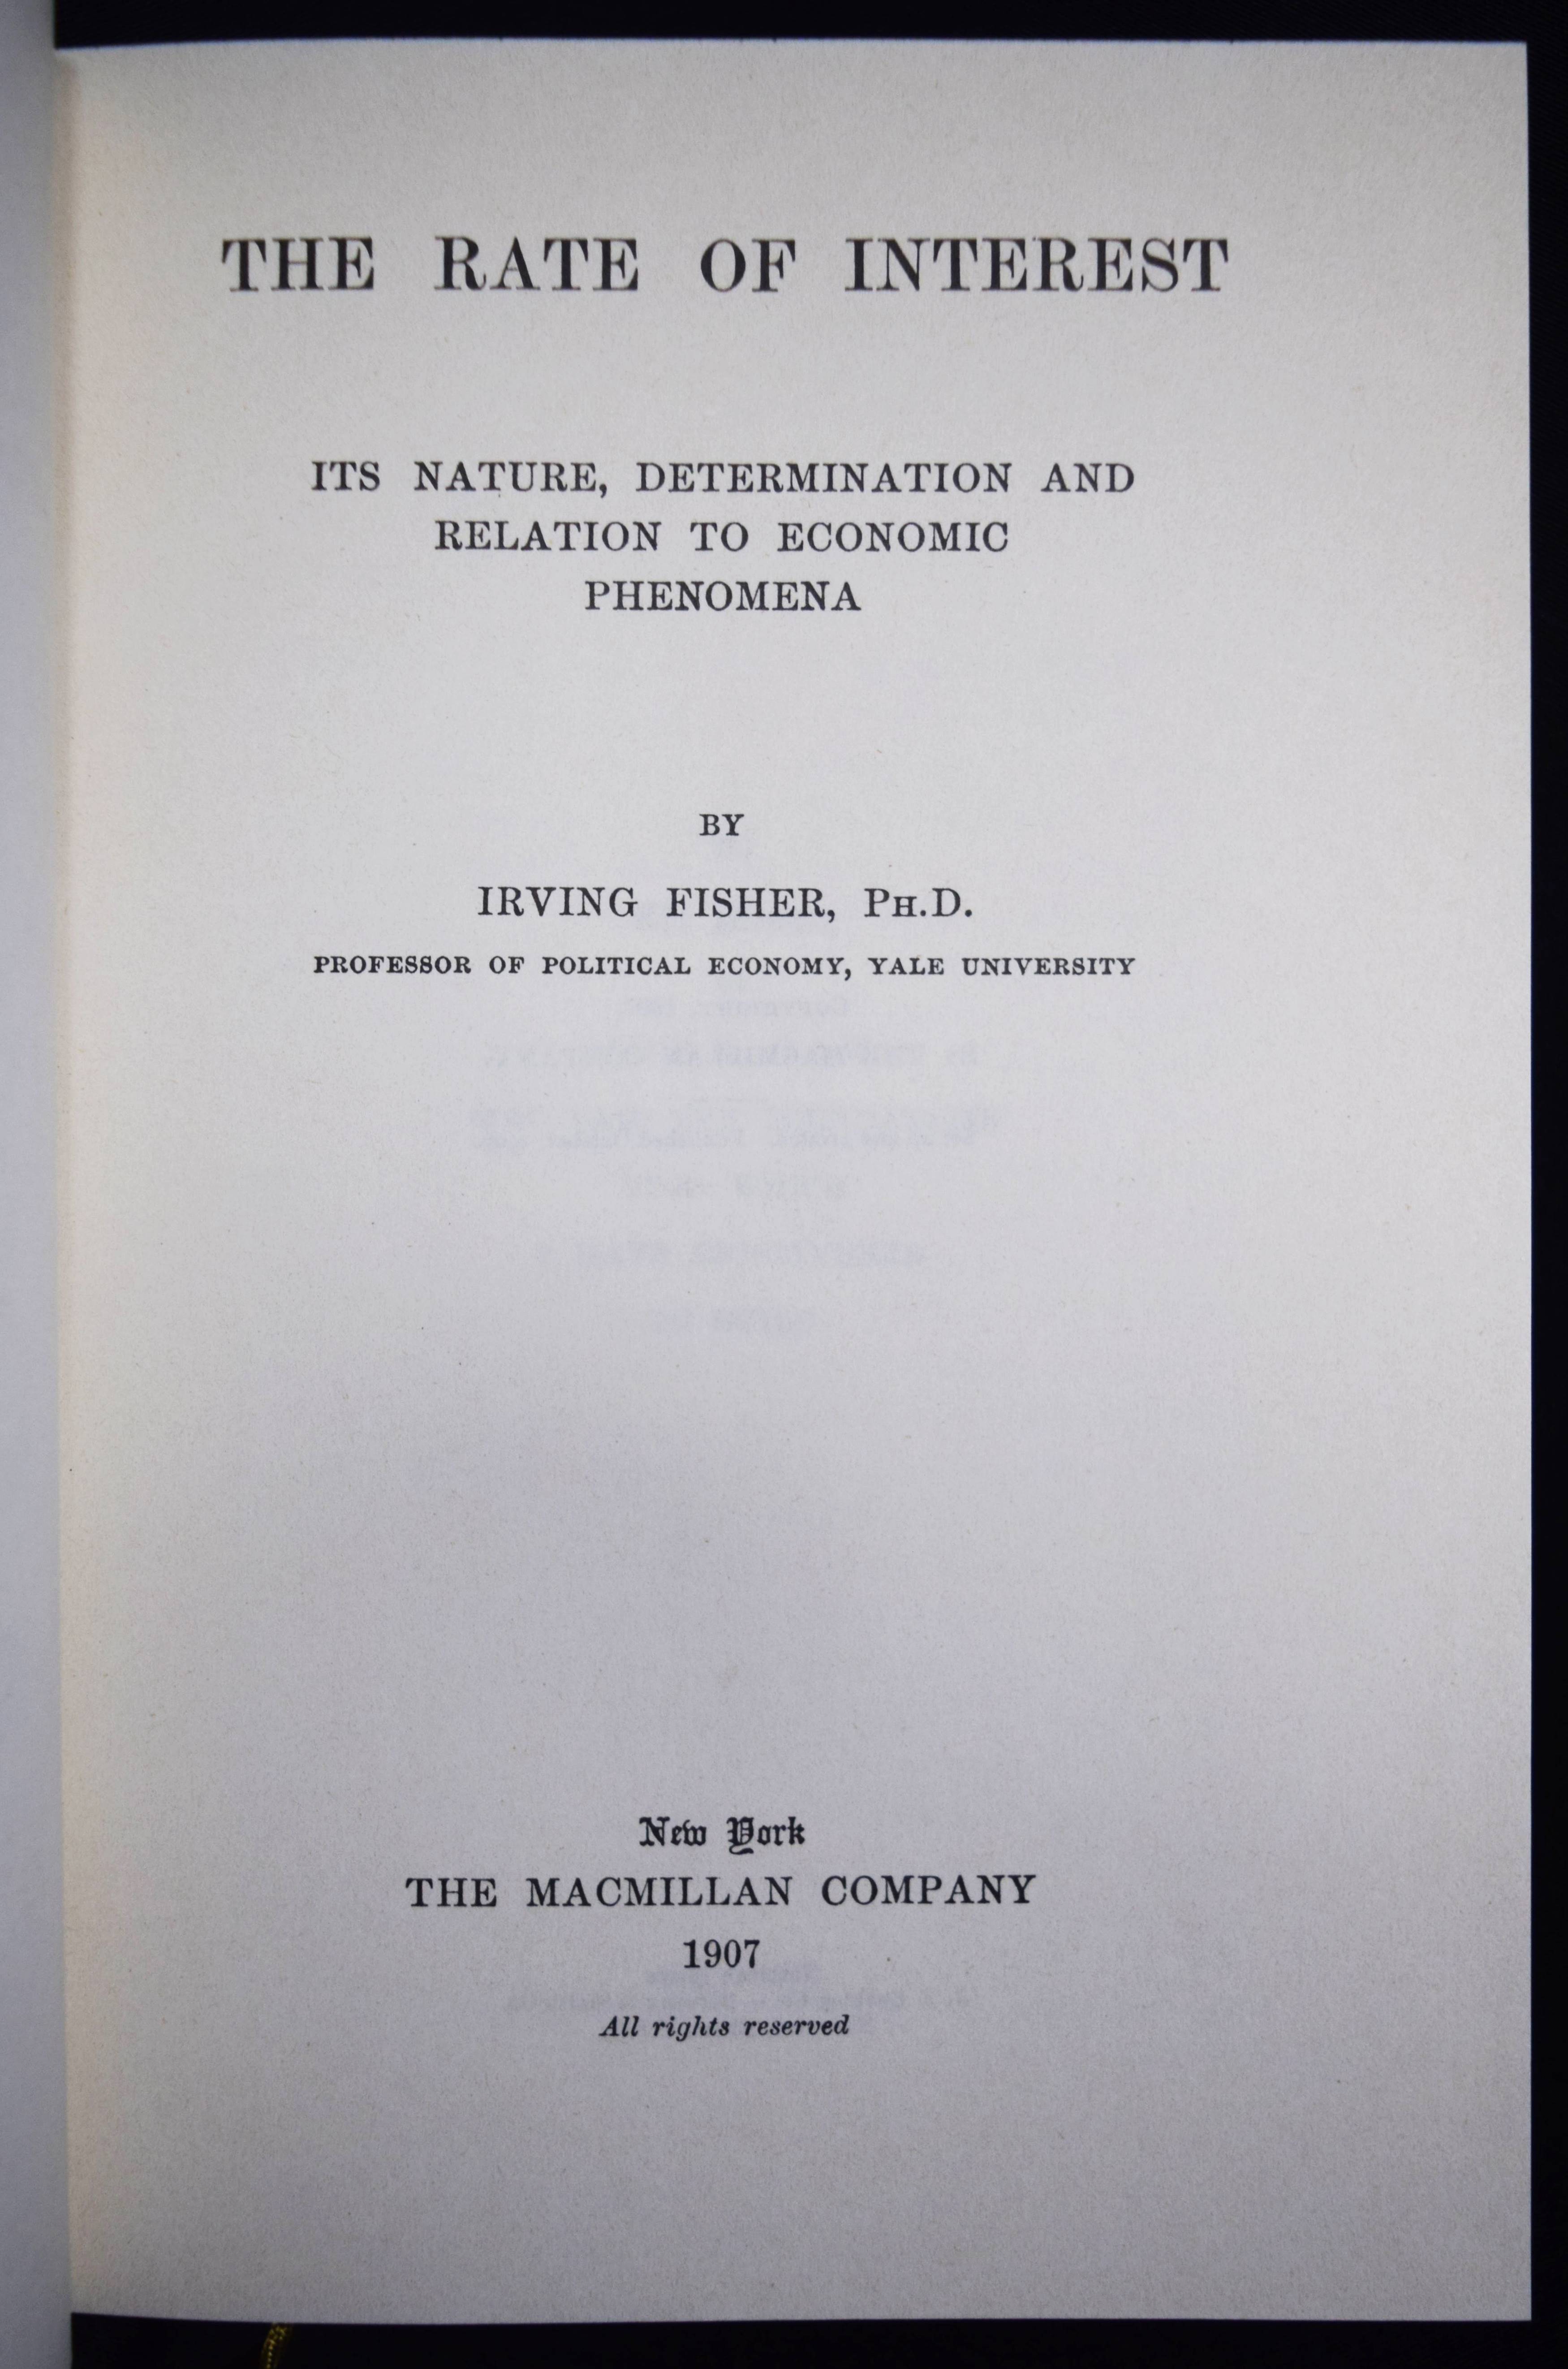 THE RATE OF INTEREST
ITS NATURE, DETERMINATION AND
RELATION TO ECONOMIC
PHENOMENA
BY
IRVING FISHER, PH.D.
PROFESSOR OF POLITICAL ECONOMY, YALE UNIVERSITY
New York
THE MACMILLAN COMPANY
1907
All rights reserved